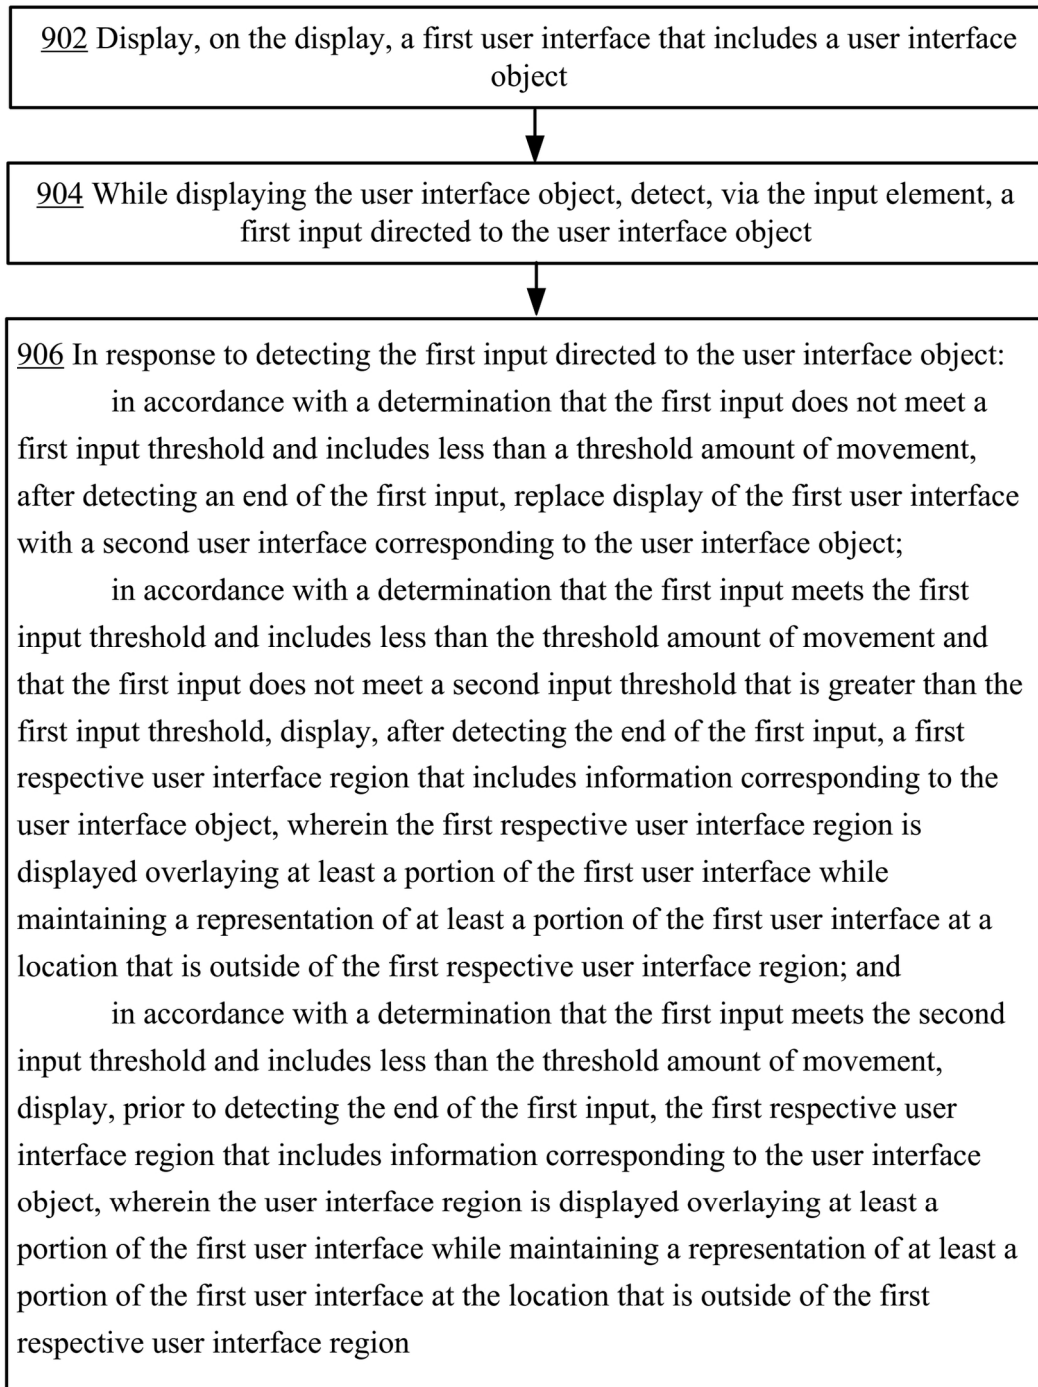 902 Display, on the display, a first user interface that includes a user interface
object
904 While displaying the user interface object, detect, via the input element, a
first input directed to the user interface object
906 In response to detecting the first input directed to the user interface object:
in accordance with a determination that the first input does not meet a
first input threshold and includes less than a threshold amount of movement,
after detecting an end of the first input, replace display of the first user interface
with a second user interface corresponding to the user interface object;
in accordance with a determination that the first input meets the first
input threshold and includes less than the threshold amount of movement and
that the first input does not meet a second input threshold that is greater than the
first input threshold, display, after detecting the end of the first input, a first
respective user interface region that includes information corresponding to the
user interface object, wherein the first respective user interface region is
displayed overlaying at least a portion of the first user interface while
maintaining a representation of at least a portion of the first user interface at a
location that is outside of the first respective user interface region; and
in accordance with a determination that the first input meets the second
input threshold and includes less than the threshold amount of movement,
display, prior to detecting the end of the first input, the first respective user
interface region that includes information corresponding to the user interface
object, wherein the user interface region is displayed overlaying at least a
portion of the first user interface while maintaining a representation of at least a
portion of the first user interface at the location that is outside of the first
respective user interface region